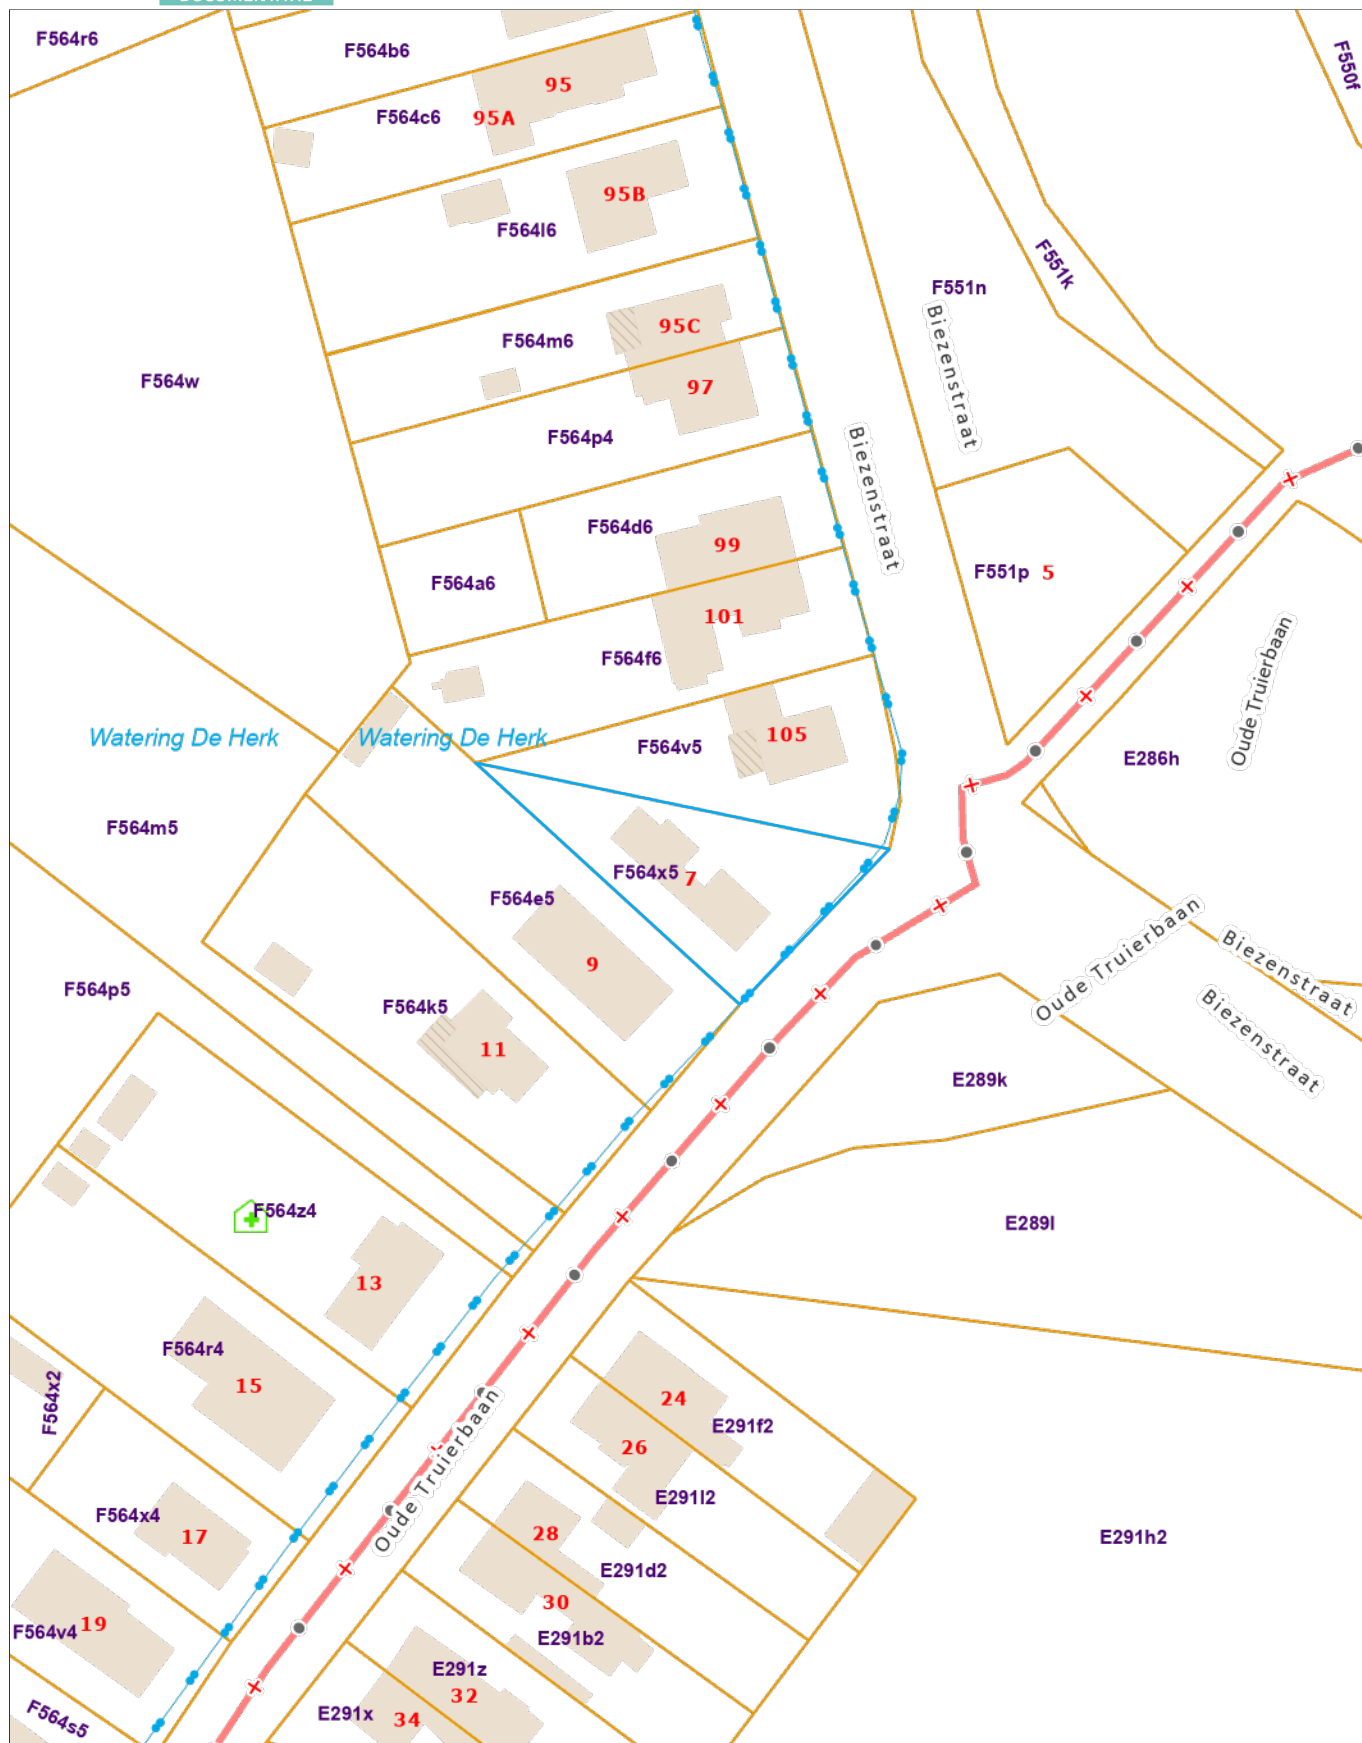 F564r6
F564b6
F550f
95
F564c6
95A
95B
F564l6
F551k
F551n
Biezenstraat
F564m6
95C
F564w
97
F564p4
Biezenstraat
F564d6
99
F564a6
F551p 5
101
F564f6
Oude Truierbaan
Watering De Herk
Watering De Herk
F564v5
105
E286h
F564m5
F564x5
7
F564e5
Oude Truierbaan
Biezenstraat
9
F564p5
F564k5
Biezenstraat
11
E289k
F564z4
E289l
13
F564r4
15
F564x2
24
E291f2
Oude Truierbaan
26
E291l2
F564x4
17
28
E291h2
E291d2
30
19
F564v4
E291b2
E291z
32
F564s5
E291x
34